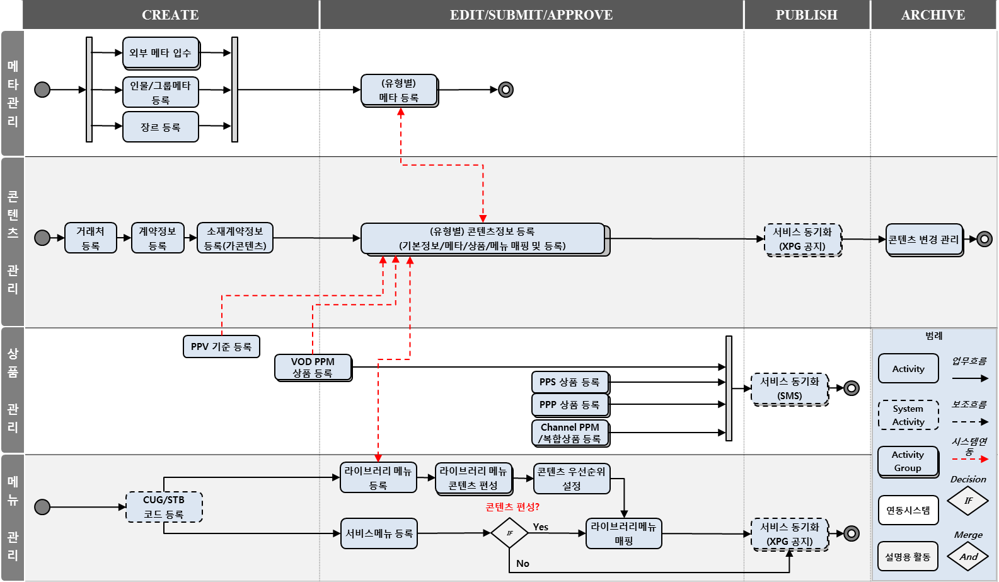 CREATE
EDIT/SUBMIT/APPROVE
PUBLISH
ARCHIVE
메타관리
외부 메타 입수
인물/그룹메타
등록
장르 등록
(유형별)
메타 등록
콘텐츠 관리
거래처
등록
계약정보
등록
소재계약정보
등록(가콘텐츠)
(유형별) 콘텐츠정보 등록
(기본정보/메타/상품/메뉴 매핑 및 등록)
서비스 동기화
(XPG 공지)
콘텐츠 변경 관리
상품 관리
PPV 기준 등록
VOD PPM
상품 등록
PPS 상품 등록
PPP 상품 등록
Channel PPM
/복합상품 등록
서비스 동기화
(SMS)
메뉴 관리
CUG/STB
코드 등록
라이브러리 메뉴
등록
라이브러리 메뉴
콘텐츠 편성
콘텐츠 우선순위
설정
콘텐츠 편성?
서비스메뉴 등록
IF
Yes
No
라이브러리메뉴
매핑
서비스 동기화
(XPG 공지)
범례
Activity
업무흐름
System
Activity
보조흐름
Activity
Group
시스템연
동
연동시스템
Decision
IF
설명용 활동
Merge
And